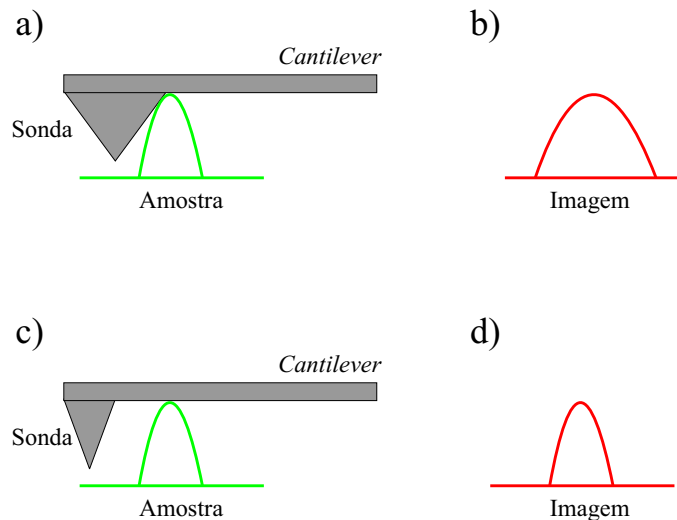 a)
Cantilever
Sonda
Amostra
b)
Imagem
c)
Cantilever
Sonda
Amostra
d)
Imagem